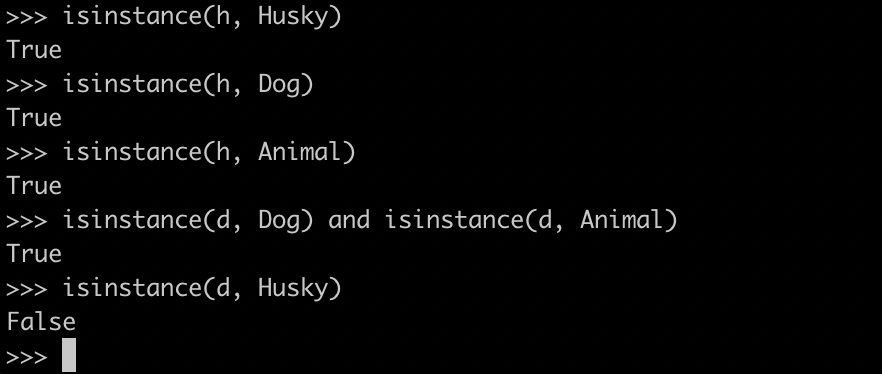 >>> isinstance(h, Husky)
True
>>> isinstance(h, Dog)
True
>>> isinstance(h, Animal)
True
>>> isinstance(d, Dog) and isinstance(d, Animal)
True
>>> isinstance(d, Husky)
False
>>>